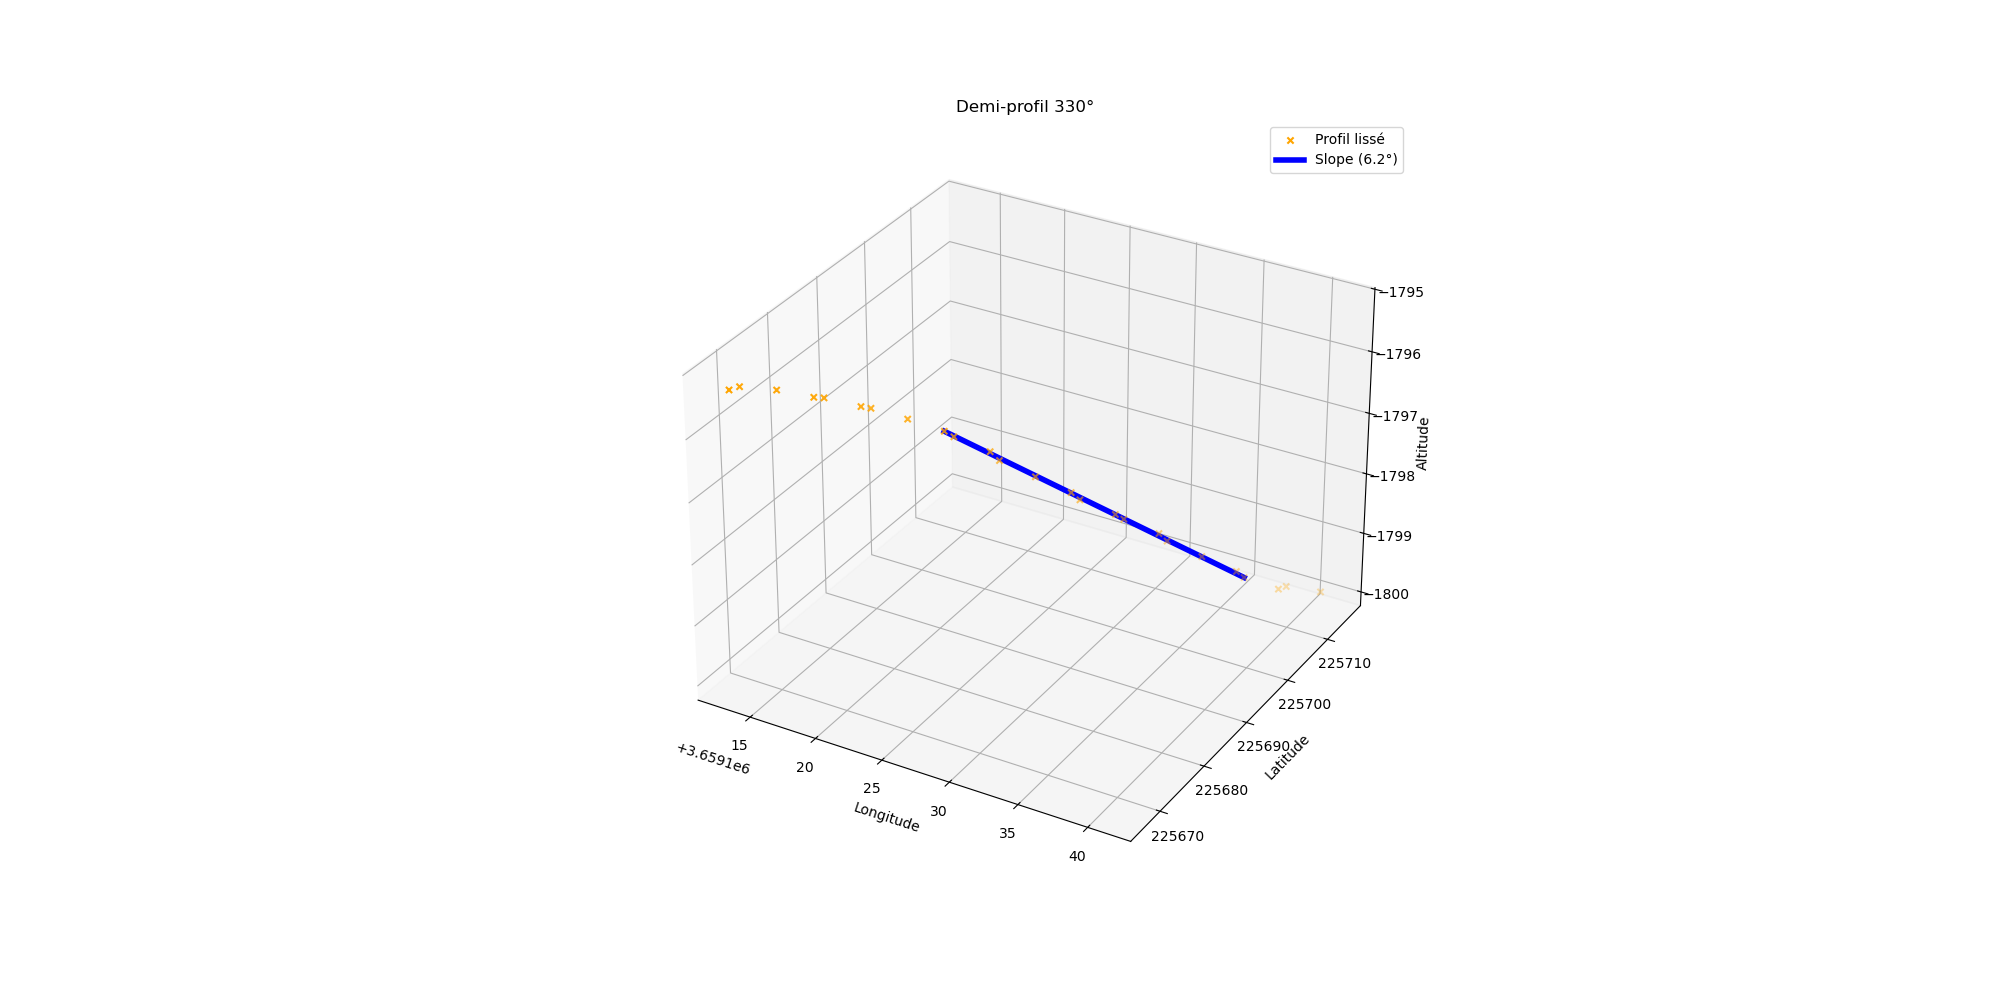 Demi-profil 330°
Profil lissé
Slope (6.2°)
−1795
−1796
−1797
−1798
−1799
−1800
Altitude
225710
225700
225690
225680
225670
Latitude
15
20
25
30
35
40
+3.6591e6
Longitude